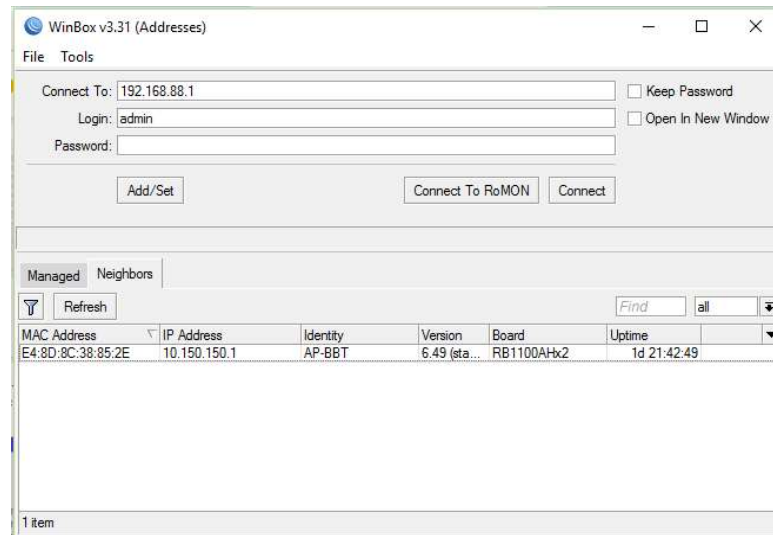 WinBox v3.31 (Addresses)
File Tools
Connect To: 192.168.88.1
Keep Password
Login: admin
Open In New Window
Password:
Add/Set Connect To RoMON Connect
Managed Neighbors
Refresh Find all
MAC Address IP Address Identity Version Board Uptime
E4:8D:8C:38:85:2E 10.150.150.1 AP-BBT 6.49 (sta... RB1100AHx2 1d 21:42:49
1 item